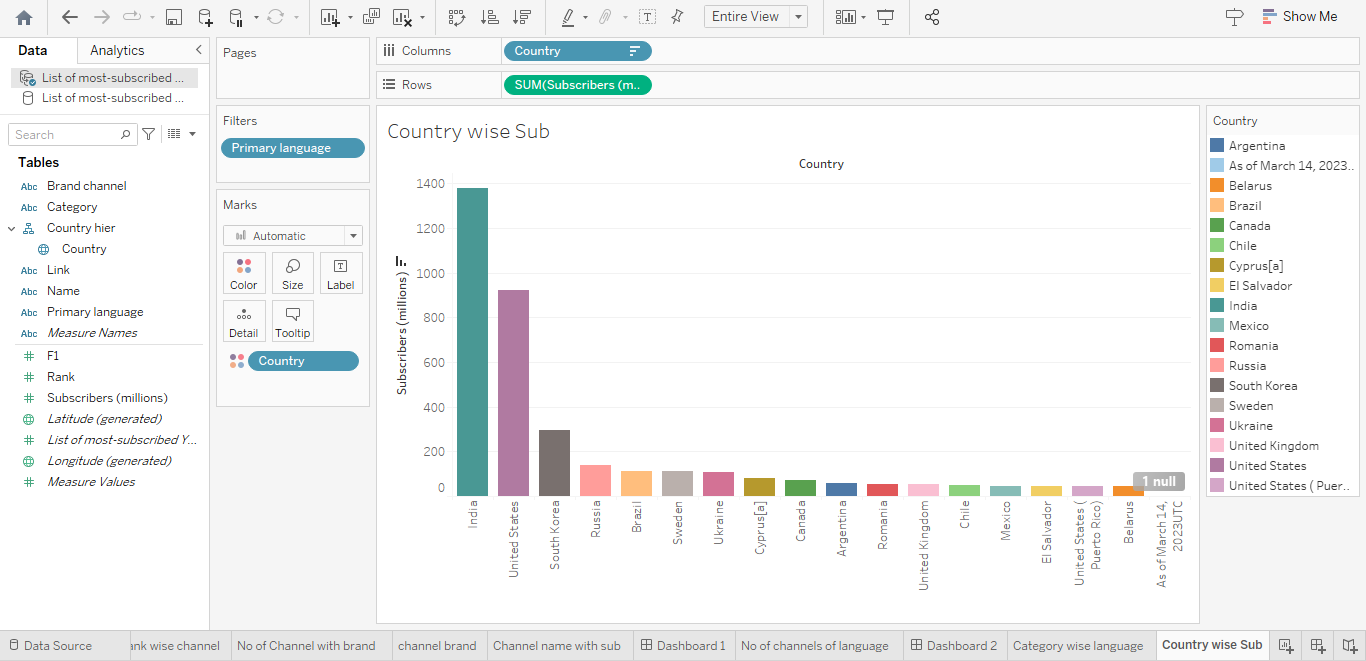 Entire View
Show Me
Data
Analytics
List of most-subscribed ...
List of most-subscribed ...
Search
Tables
Abc Brand channel
Abc Category
Country hier
Country
Abc Link
Abc Name
Abc Primary language
Abc Measure Names
F1
Rank
Subscribers (millions)
Latitude (generated)
List of most-subscribed Y...
Longitude (generated)
Measure Values
Pages
Filters
Primary language
Marks
Automatic
Color Size Label
Detail Tooltip
Country
Columns
Country
Rows
SUM(Subscribers (m..
Country wise Sub
Country
Subscribers (millions)
1400
1200
1000
800
600
400
200
0
1 null
India
United States
South Korea
Russia
Brazil
Sweden
Ukraine
Cyprus[a]
Canada
Argentina
Romania
United Kingdom
Chile
Mexico
El Salvador
United States (
Puerto Rico)
Belarus
As of March 14,
2023UTC
Country
Argentina
As of March 14, 2023..
Belarus
Brazil
Canada
Chile
Cyprus[a]
El Salvador
India
Mexico
Romania
Russia
South Korea
Sweden
Ukraine
United Kingdom
United States
United States ( Puer..
Data Source
ank wise channel
No of Channel with brand
channel brand
Channel name with sub
Dashboard 1
No of channels of language
Dashboard 2
Category wise language
Country wise Sub